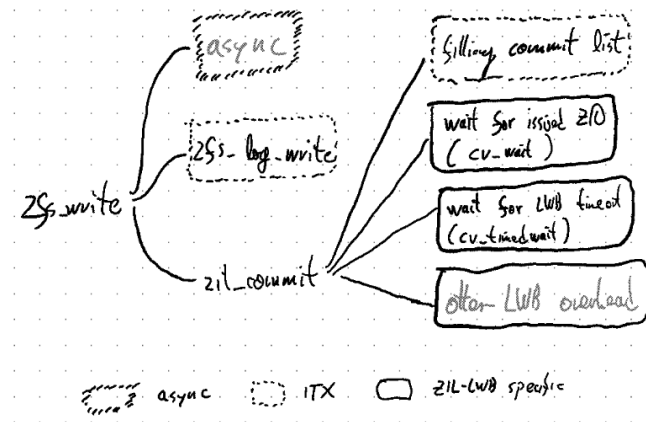 async
filling commit list
zfs_log_write
wait for issued ZIO
(cv_wait)
zfs_write
wait for LWB timeout
(cv_timedwait)
zil_commit
other LWB overhead
async
ITX
ZIL-LWB specific